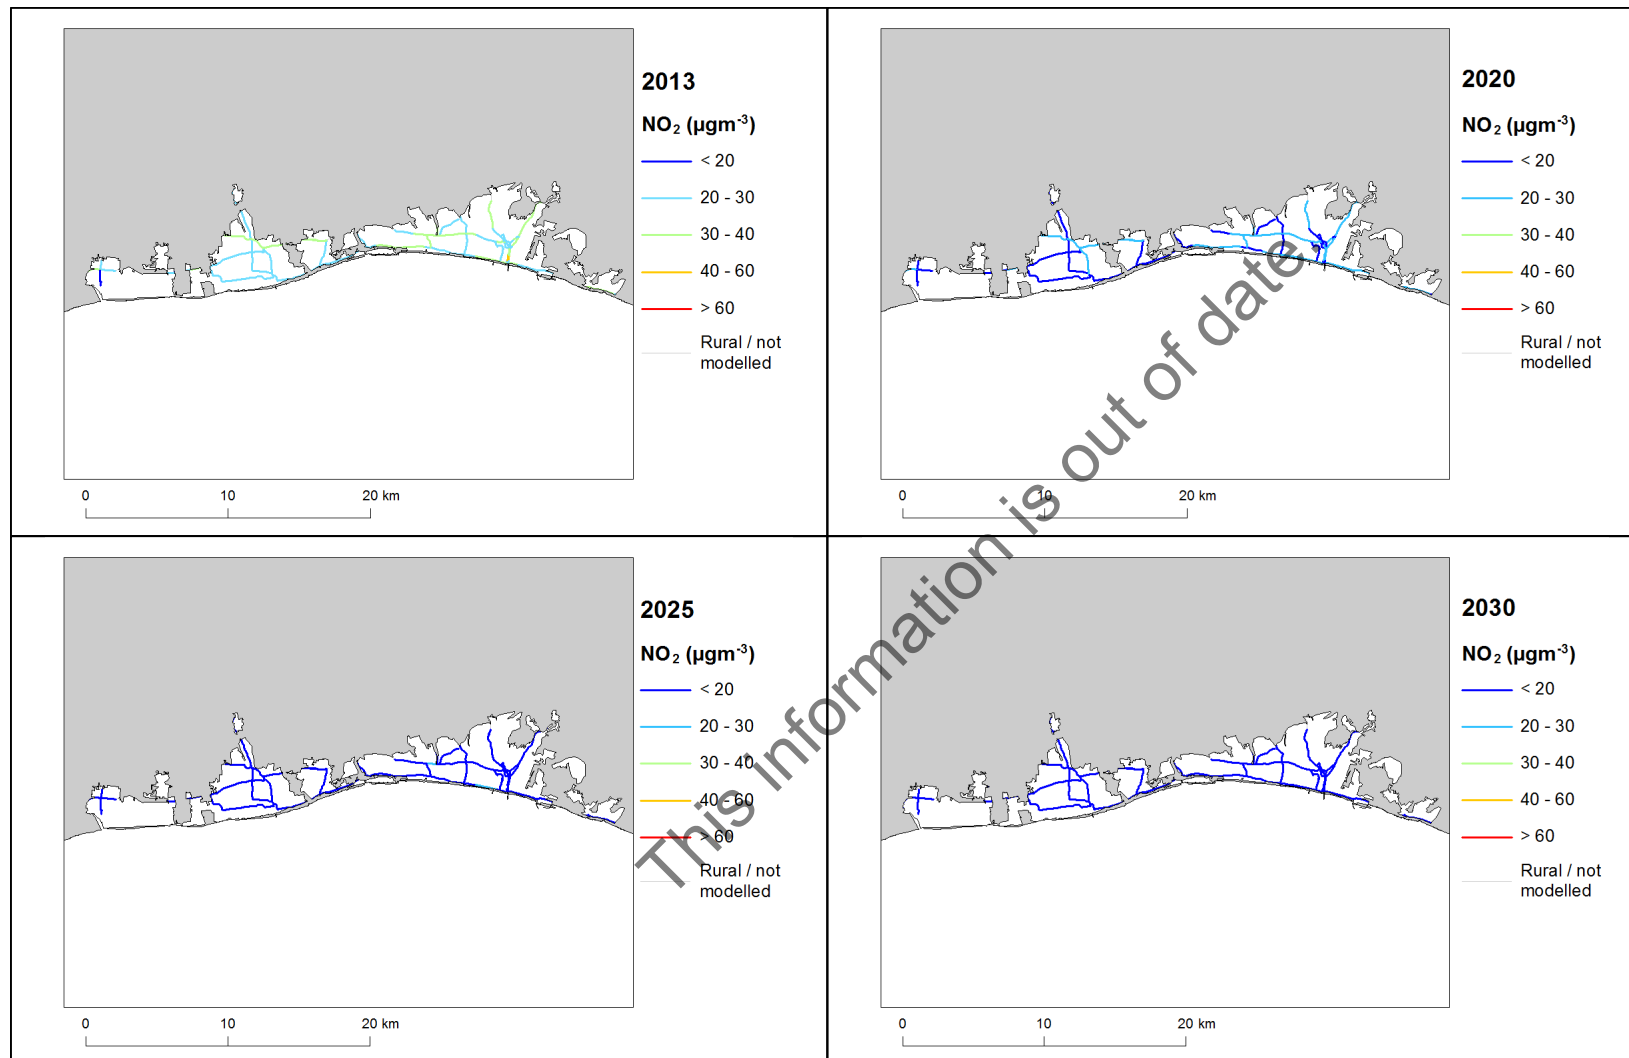 2013
NO₂ (µgm⁻³)
< 20
20 - 30
30 - 40
40 - 60
> 60
Rural / not
modelled
0 10 20 km
2020
NO₂ (µgm⁻³)
< 20
20 - 30
30 - 40
40 - 60
> 60
Rural / not
modelled
0 10 20 km
2025
NO₂ (µgm⁻³)
< 20
20 - 30
30 - 40
40 - 60
> 60
Rural / not
modelled
0 10 20 km
2030
NO₂ (µgm⁻³)
< 20
20 - 30
30 - 40
40 - 60
> 60
Rural / not
modelled
0 10 20 km
This information is out of date